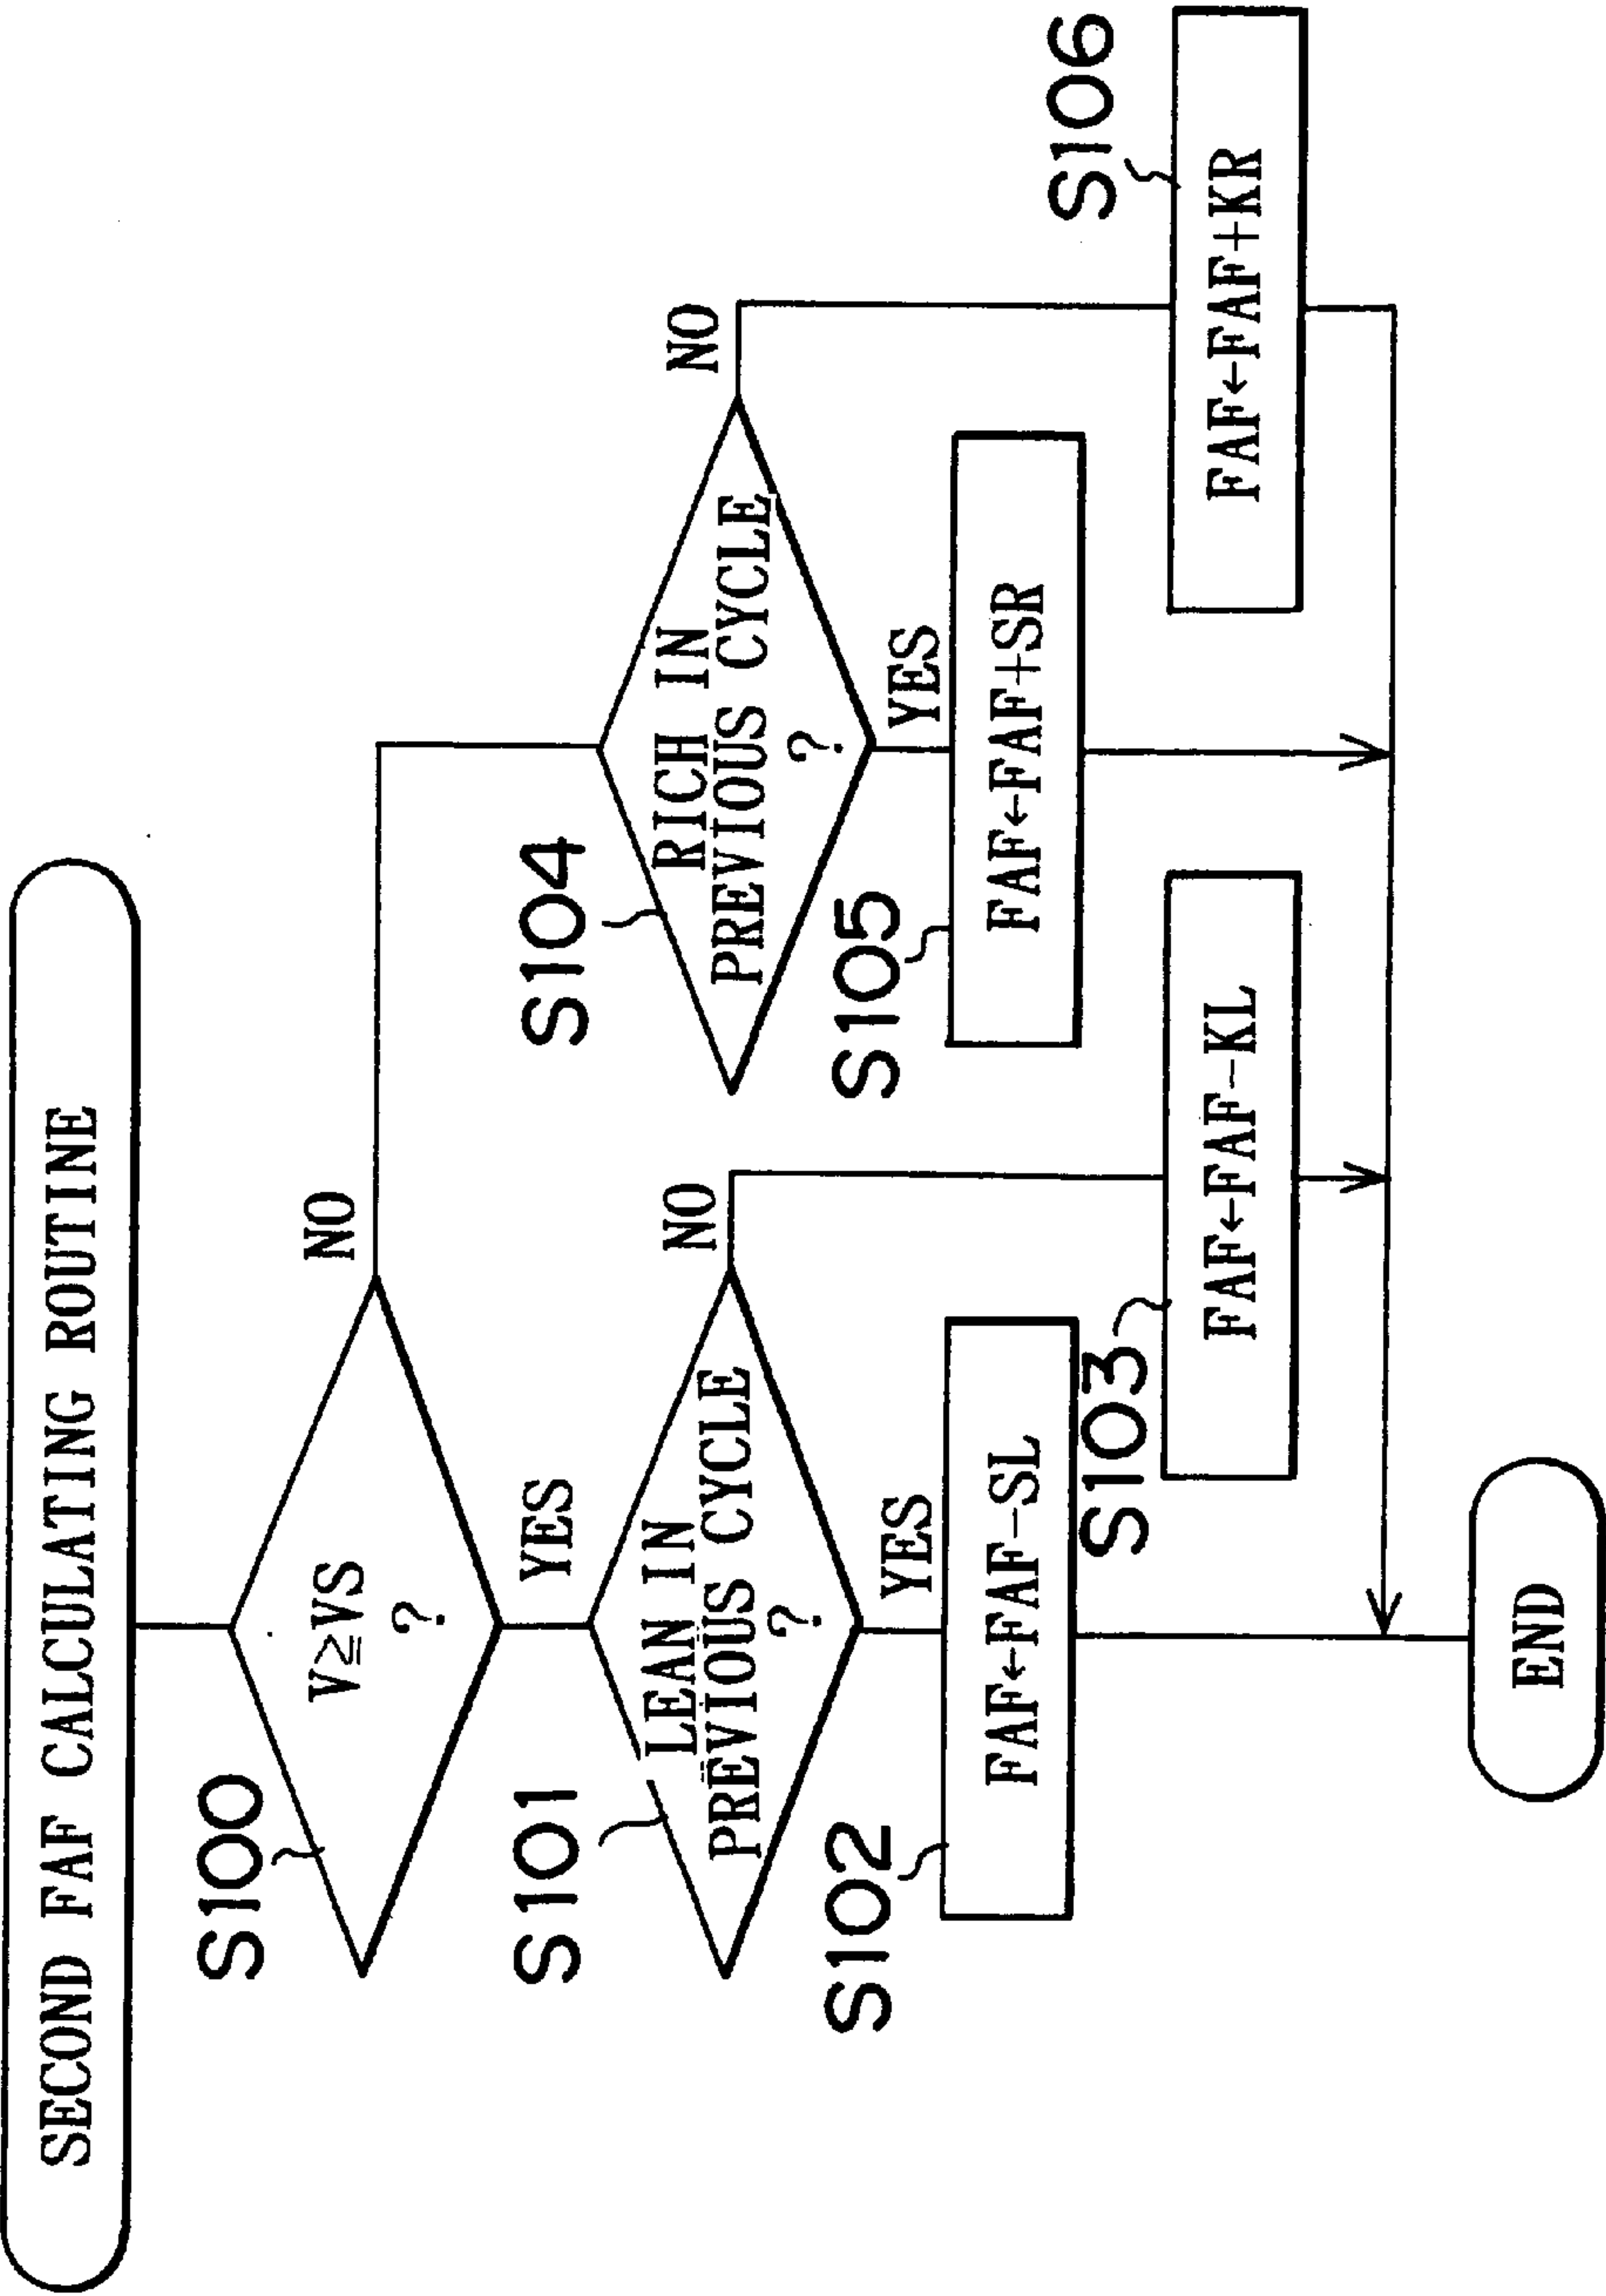 SECOND FAF CALCULATING ROUTINE
S100
V≧VS
?
NO
YES
S101
LEAN IN
PREVIOUS CYCLE
?
NO
YES
S102
FAF←FAF-SL
S103
FAF←FAF-KL
S104
RICH IN
PREVIOUS CYCLE
?
NO
YES
S105
FAF←FAF+SR
S106
FAF←FAF+KR
END